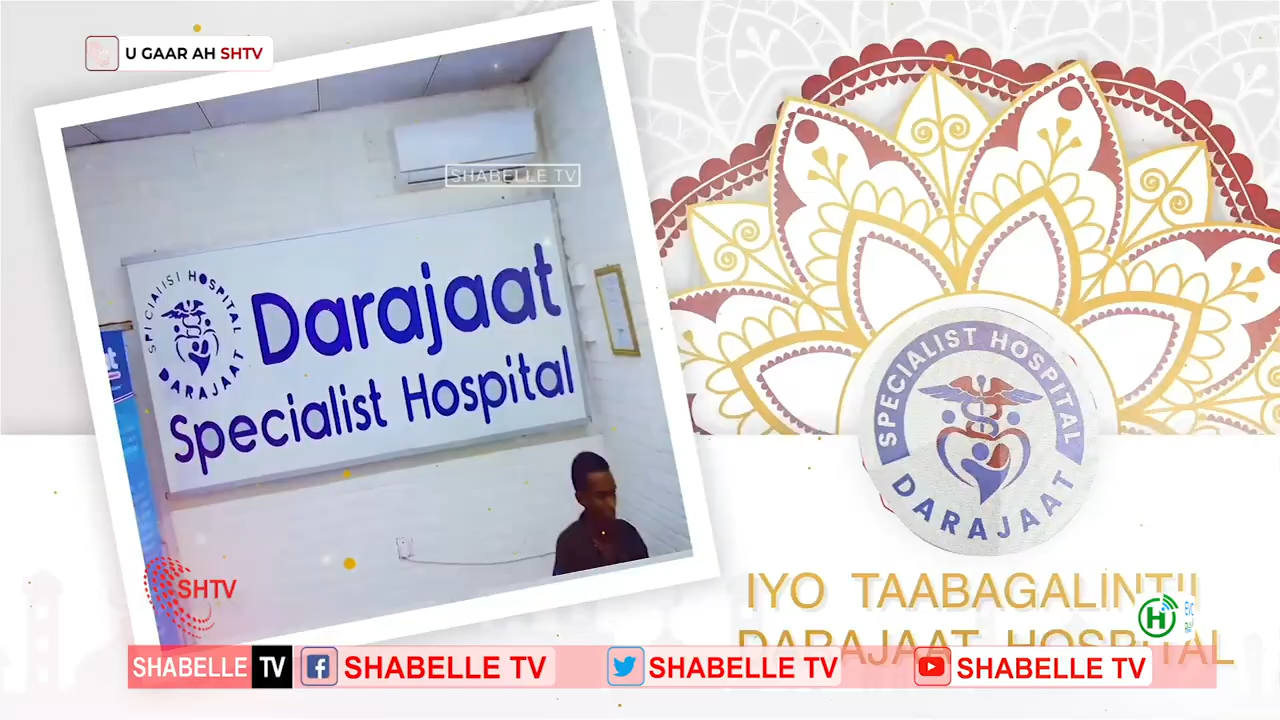 U GAAR AH SHTV
SHABELLE TV
SPICIALISI HOSPITAL
DARAJAAT
Darajaat
Specialist Hospital
SPECIALIST HOSPITAL
DARAJAAT
SHTV
IYO TAABAGALINTII
DARAJAAT HOSPITAL
H
SHABELLE TV
SHABELLE TV
SHABELLE TV
SHABELLE TV